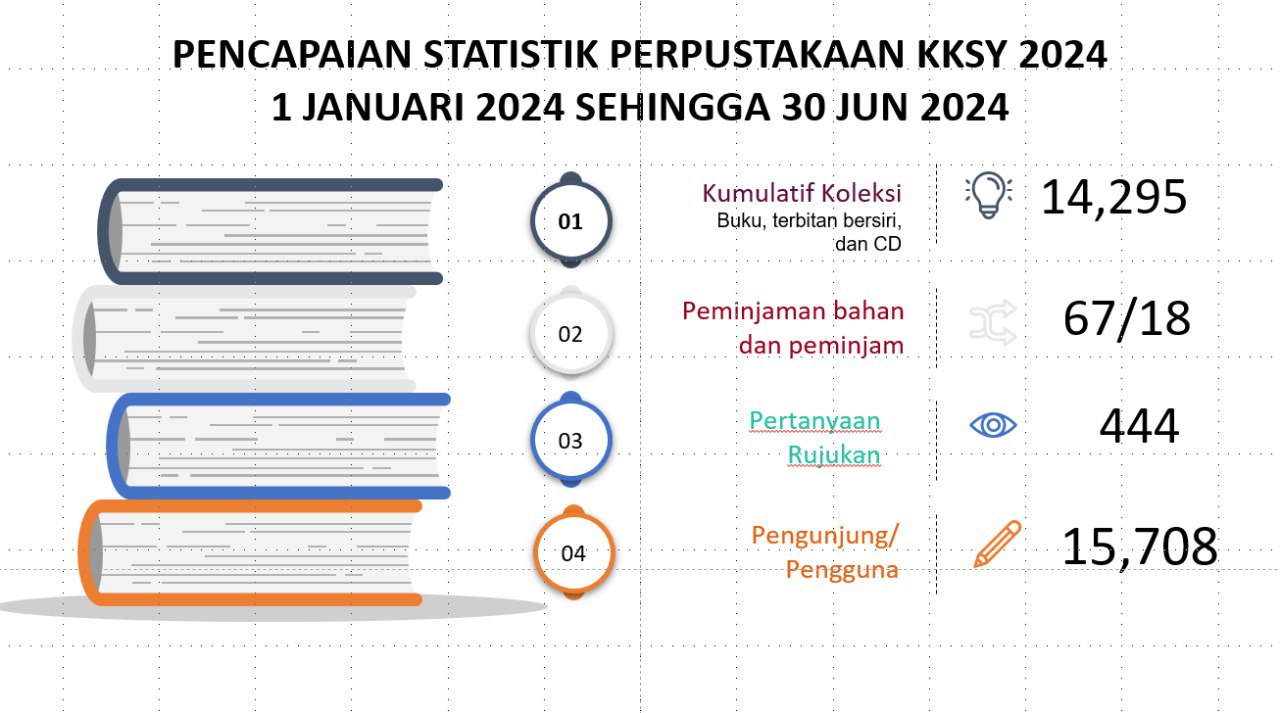 PENCAPAIAN STATISTIK PERPUSTAKAAN KKSY 2024
1 JANUARI 2024 SEHINGGA 30 JUN 2024
01
Kumulatif Koleksi
Buku, terbitan bersiri,
dan CD
14,295
02
Peminjaman bahan
dan peminjam
67/18
03
Pertanyaan
Rujukan
444
04
Pengunjung/
Pengguna
15,708